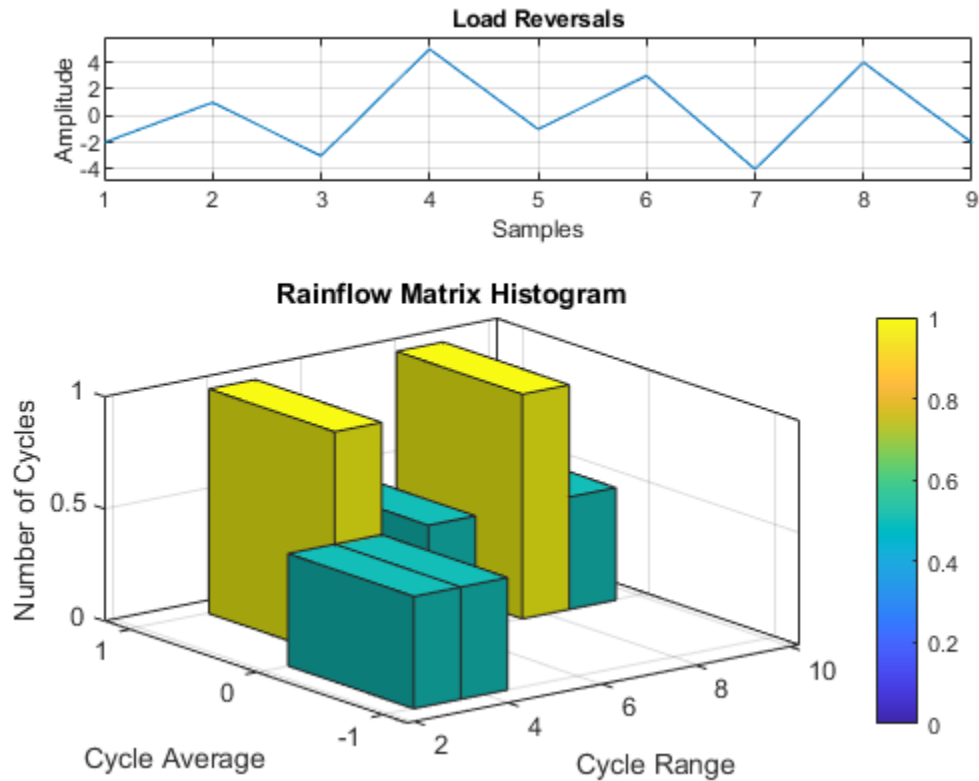 Load Reversals
4
2
0
-2
-4
Amplitude
1 2 3 4 5 6 7 8 9
Samples
Rainflow Matrix Histogram
1
0.5
0
Number of Cycles
1
0
-1
Cycle Average
2
4
6
8
10
Cycle Range
1
0.8
0.6
0.4
0.2
0